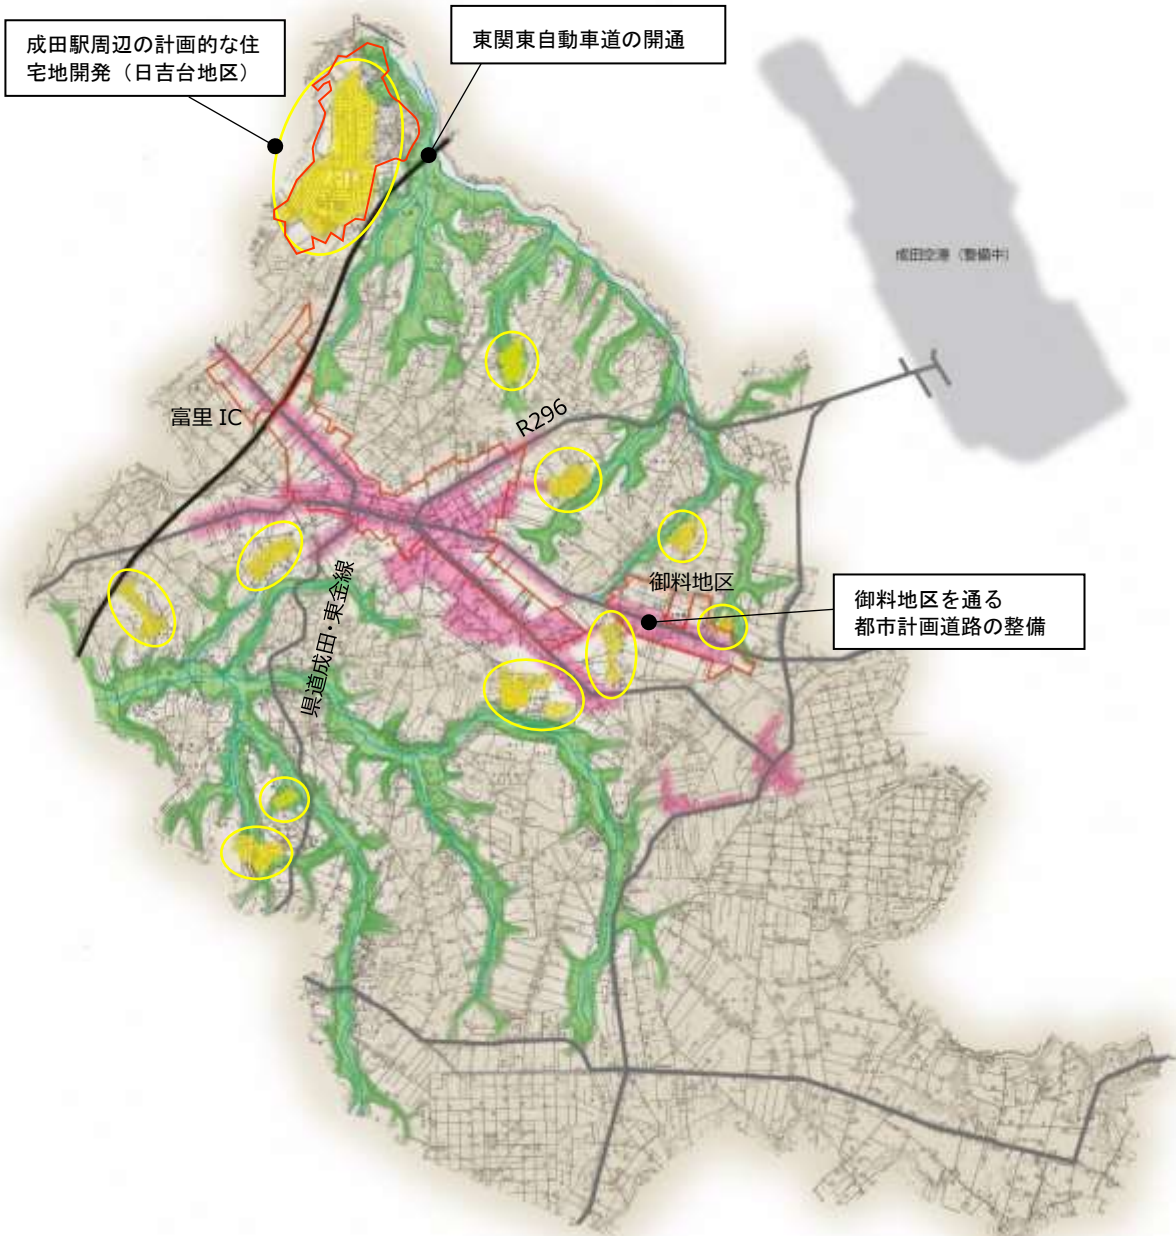 成田駅周辺の計画的な住
宅地開発（日吉台地区）
東関東自動車道の開通
成田空港（整備中）
富里 IC
R296
御料地区
県道成田・東金線
御料地区を通る
都市計画道路の整備